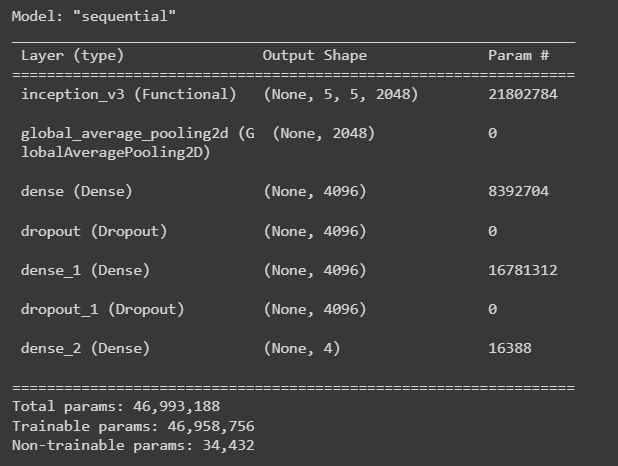 Model: "sequential"
Layer (type) Output Shape Param #
=================================================================
inception_v3 (Functional) (None, 5, 5, 2048) 21802784
global_average_pooling2d (G (None, 2048) 0
lobalAveragePooling2D)
dense (Dense) (None, 4096) 8392704
dropout (Dropout) (None, 4096) 0
dense_1 (Dense) (None, 4096) 16781312
dropout_1 (Dropout) (None, 4096) 0
dense_2 (Dense) (None, 4) 16388
=================================================================
Total params: 46,993,188
Trainable params: 46,958,756
Non-trainable params: 34,432